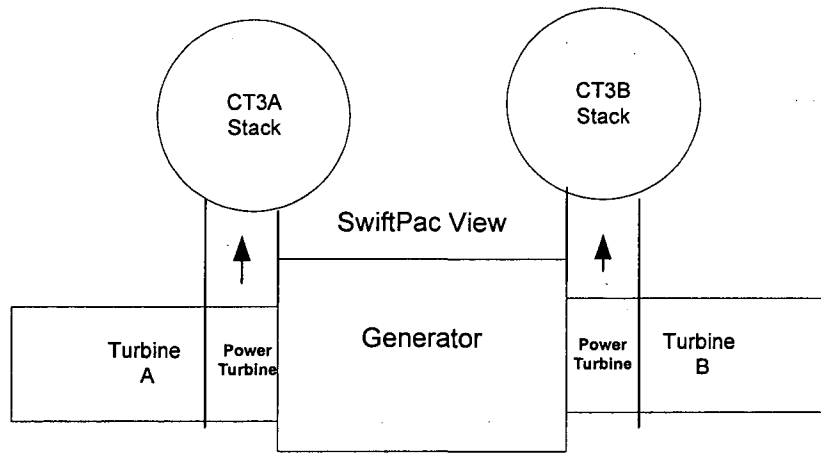 CT3A
Stack
CT3B
Stack
SwiftPac View
Turbine
A
Power
Turbine
Generator
Power
Turbine
Turbine
B